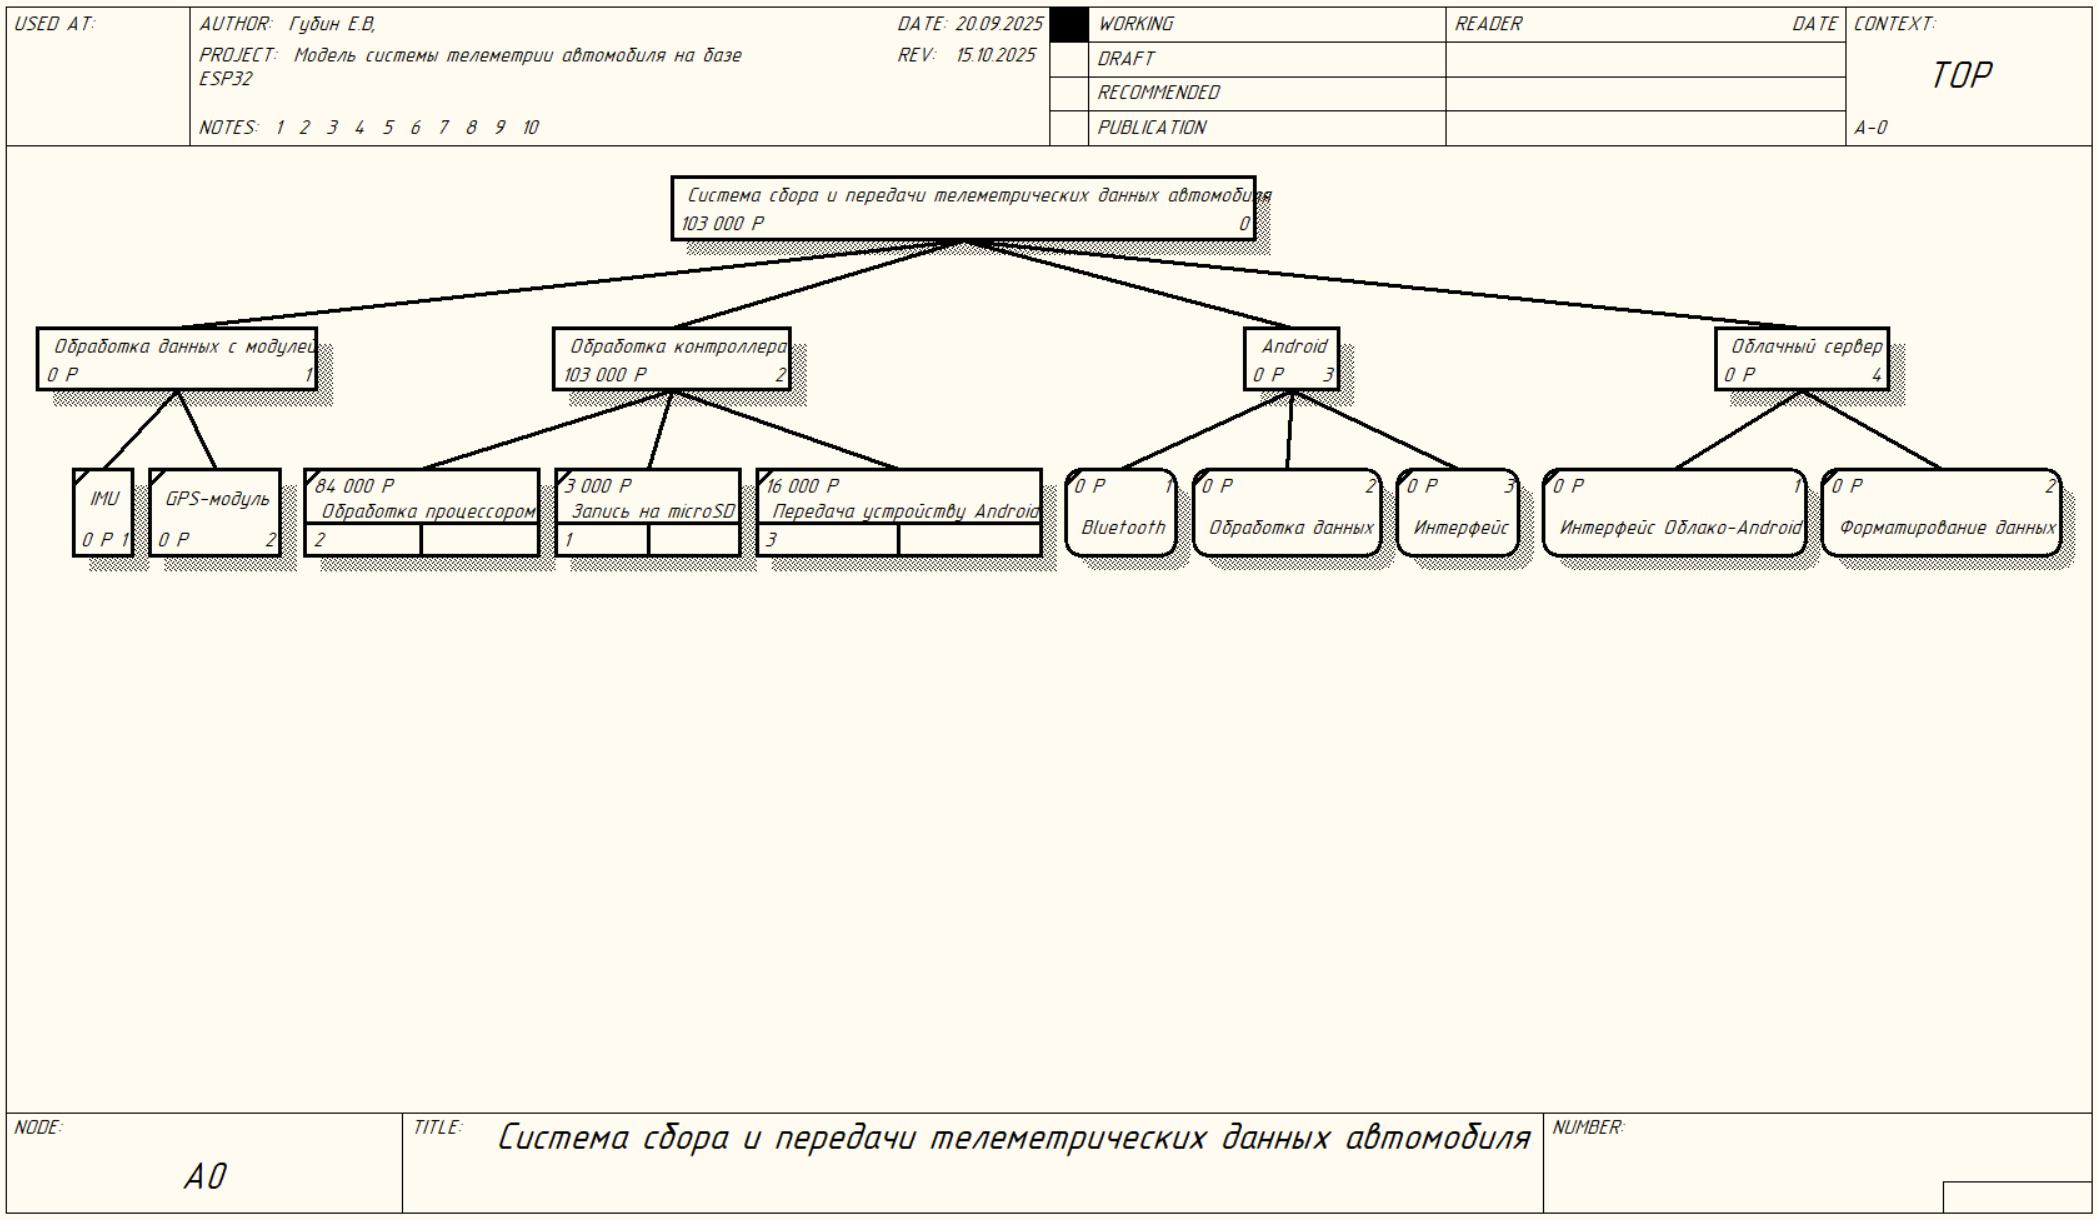 USED AT:
AUTHOR: Губин Е.В,
DATE: 20.09.2025
PROJECT: Модель системы телеметрии автомобиля на базе
ESP32
REV: 15.10.2025
NOTES: 1 2 3 4 5 6 7 8 9 10
WORKING
DRAFT
RECOMMENDED
PUBLICATION
READER DATE
CONTEXT:
TOP
A-0
Система сбора и передачи телеметрических данных автомобиля
103 000 Р 0
Обработка данных с модулей
0 Р 1
Обработка контроллера
103 000 Р 2
Android
0 Р 3
Облачный сервер
0 Р 4
IMU
0 Р 1
GPS-модуль
0 Р 2
84 000 Р
Обработка процессором
2
3 000 Р
Запись на microSD
1
16 000 Р
Передача устройству Android
3
0 Р 1
Bluetooth
0 Р 2
Обработка данных
0 Р 3
Интерфейс
0 Р 1
Интерфейс Облако-Android
0 Р 2
Форматирование данных
NODE:
A0
TITLE: Система сбора и передачи телеметрических данных автомобиля
NUMBER: